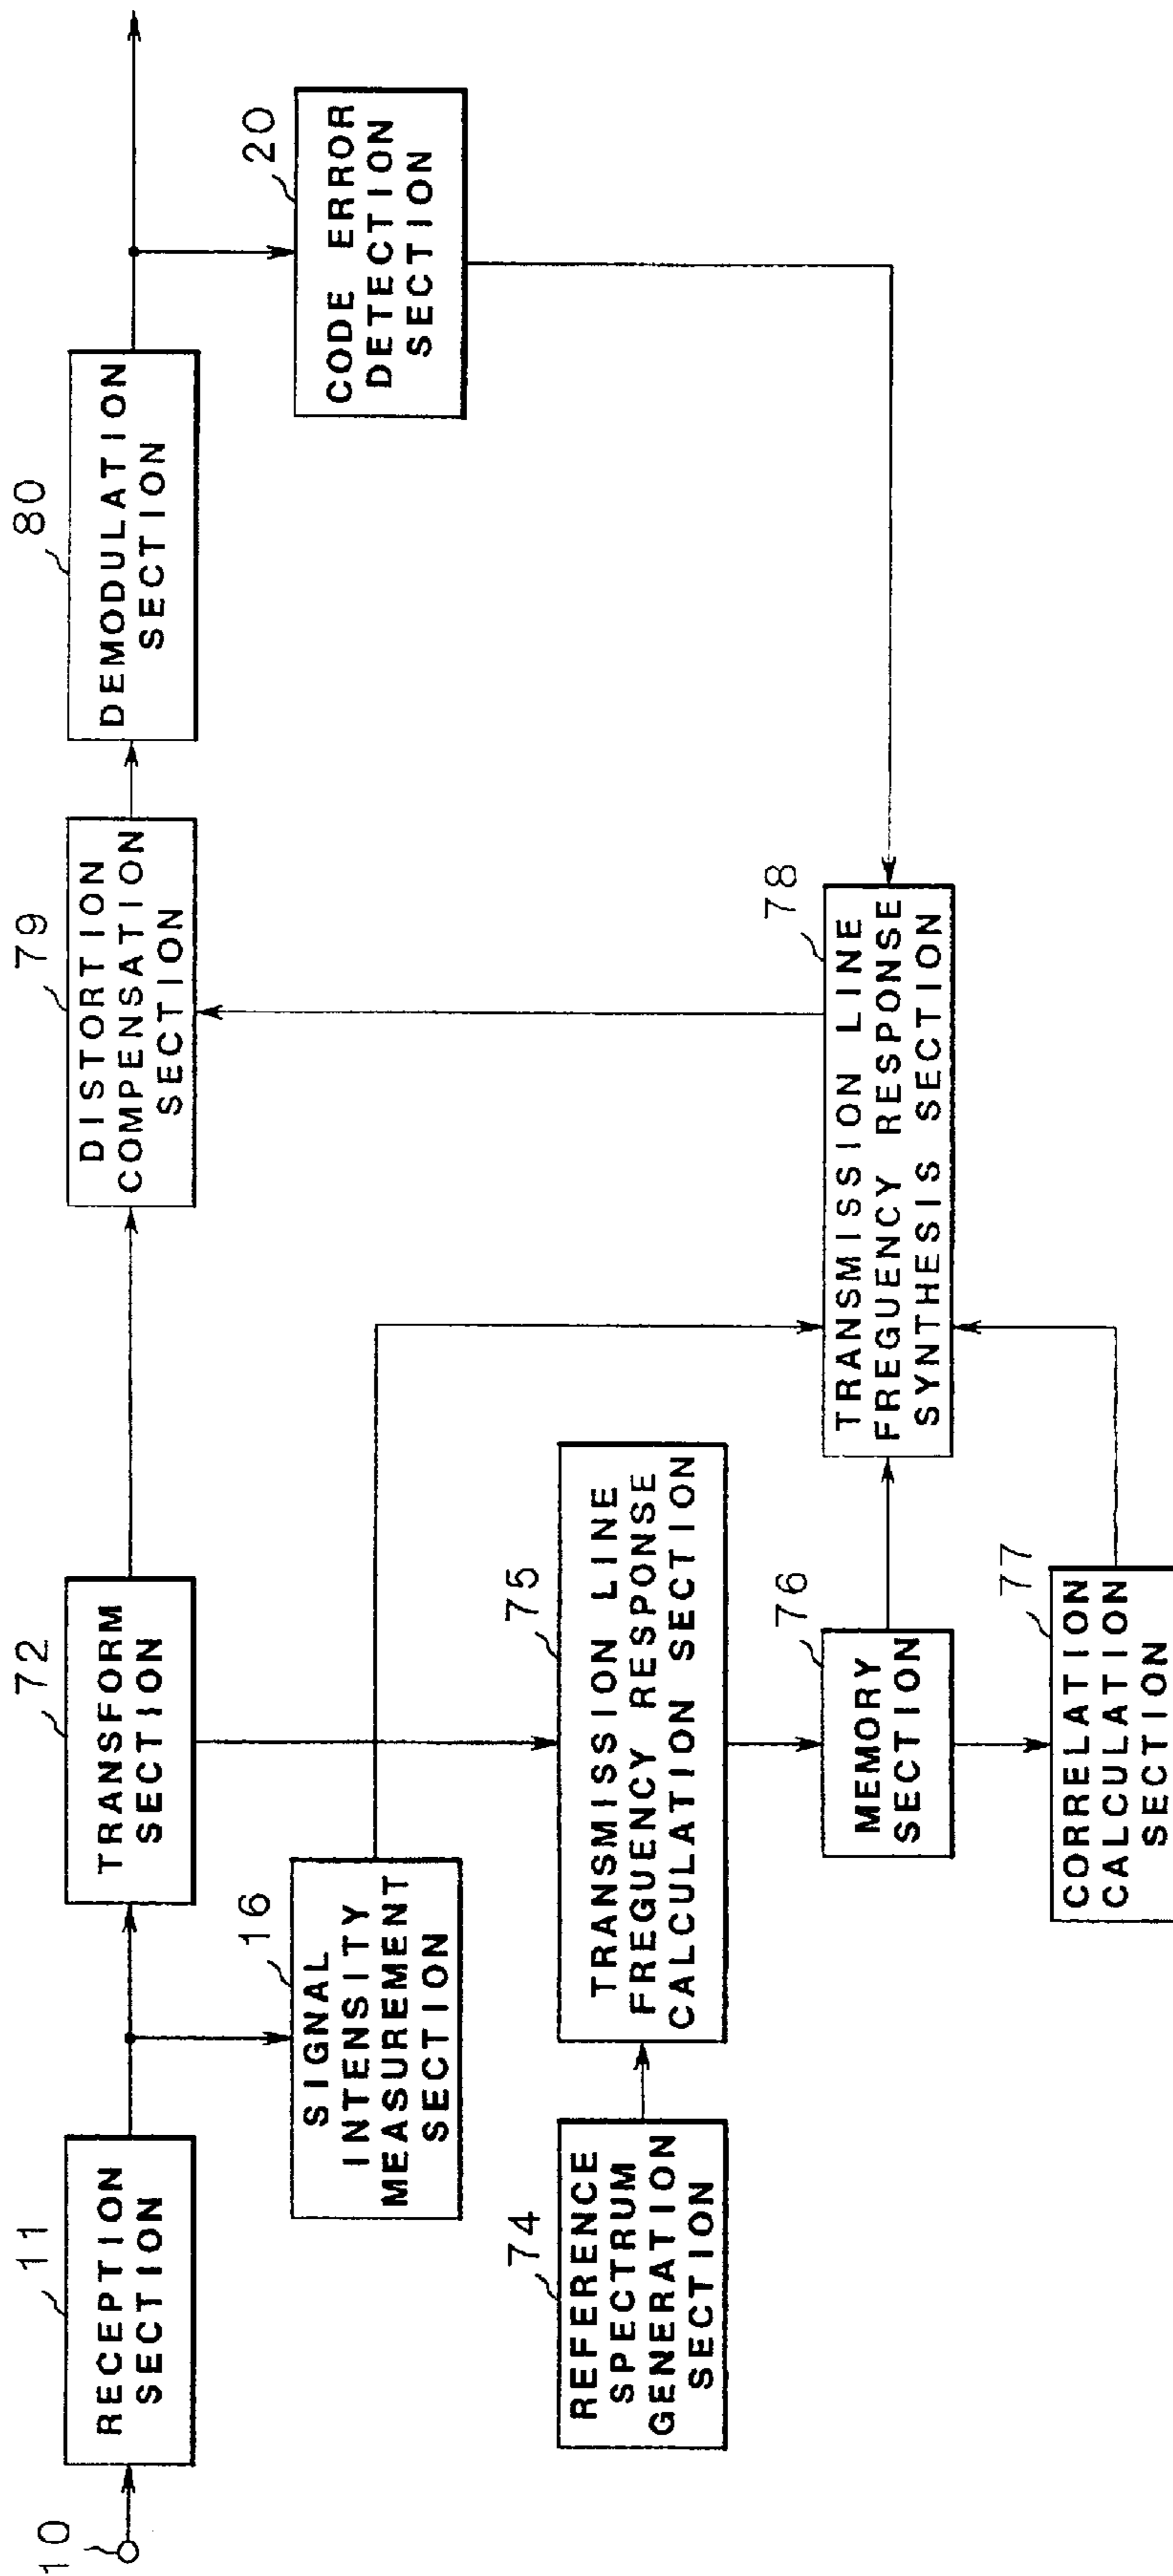 10
11
RECEPTION
SECTION
72
TRANSFORM
SECTION
79
DISTORTION
COMPENSATION
SECTION
80
DEMODULATION
SECTION
16
SIGNAL
INTENSITY
MEASUREMENT
SECTION
20
CODE ERROR
DETECTION
SECTION
74
REFERENCE
SPECTRUM
GENERATION
SECTION
75
TRANSMISSION LINE
FREGUENCY RESPONSE
CALCULATION SECTION
76
MEMORY
SECTION
78
TRANSMISSION LINE
FREGUENCY RESPONSE
SYNTHESIS SECTION
77
CORRELATION
CALCULATION
SECTION